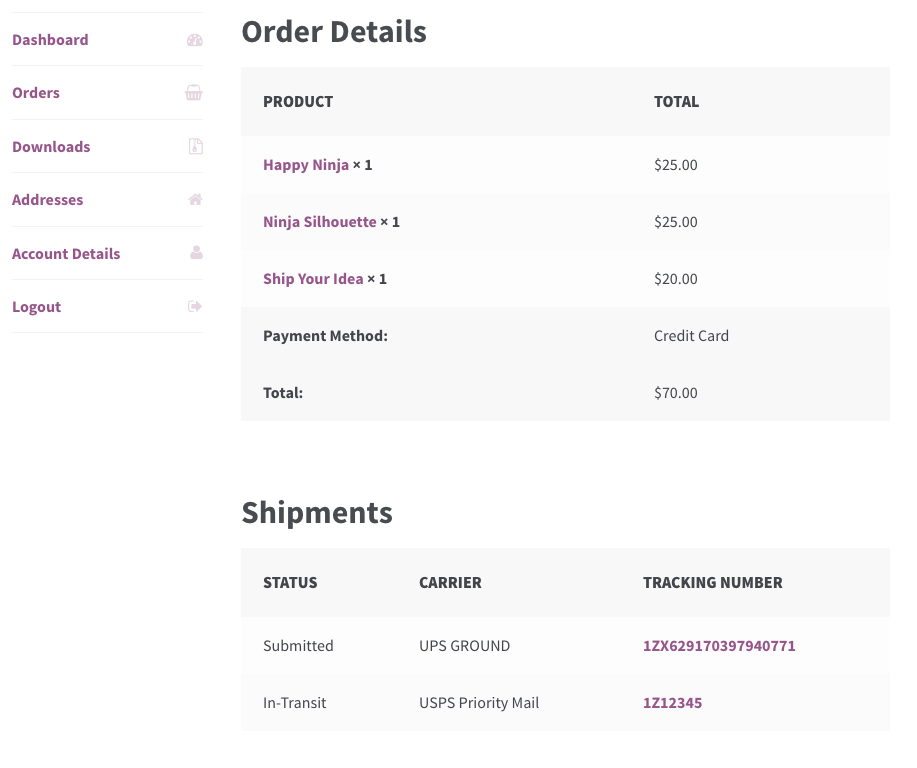 Dashboard
Orders
Downloads
Addresses
Account Details
Logout
Order Details
PRODUCT TOTAL
Happy Ninja × 1 $25.00
Ninja Silhouette × 1 $25.00
Ship Your Idea × 1 $20.00
Payment Method: Credit Card
Total: $70.00
Shipments
STATUS CARRIER TRACKING NUMBER
Submitted UPS GROUND 1ZX629170397940771
In-Transit USPS Priority Mail 1Z12345